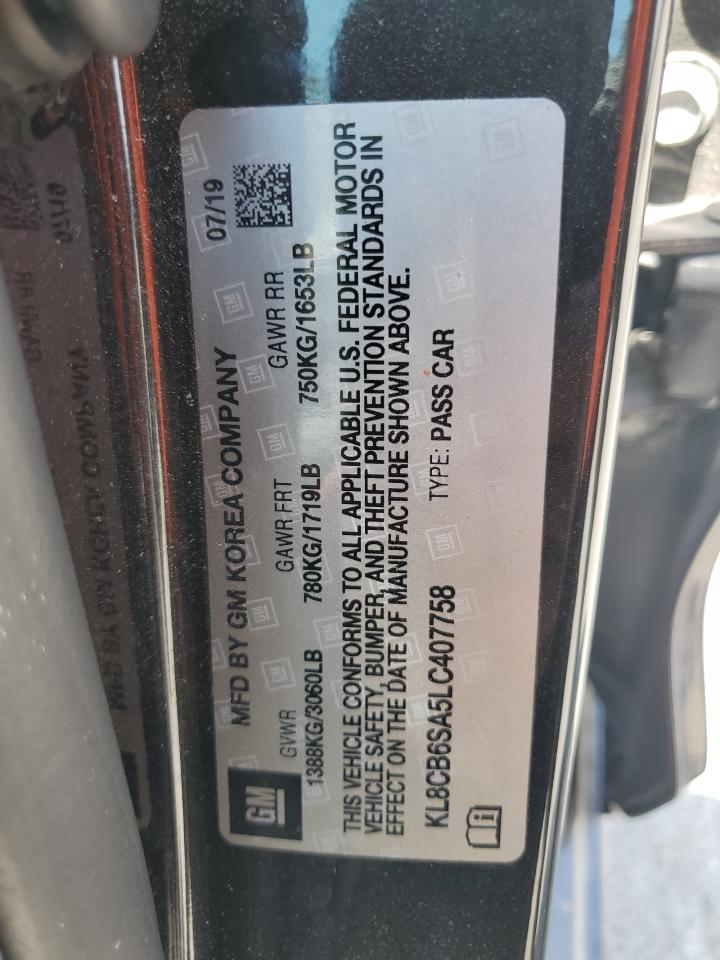 GM
MFD BY GM KOREA COMPANY
07/19
GVWR
GAWR FRT
GAWR RR
1388KG/3060LB
780KG/1719LB
750KG/1653LB
THIS VEHICLE CONFORMS TO ALL APPLICABLE U.S. FEDERAL MOTOR
VEHICLE SAFETY, BUMPER, AND THEFT PREVENTION STANDARDS IN
EFFECT ON THE DATE OF MANUFACTURE SHOWN ABOVE.
KL8CB6SA5LC407758
TYPE: PASS CAR